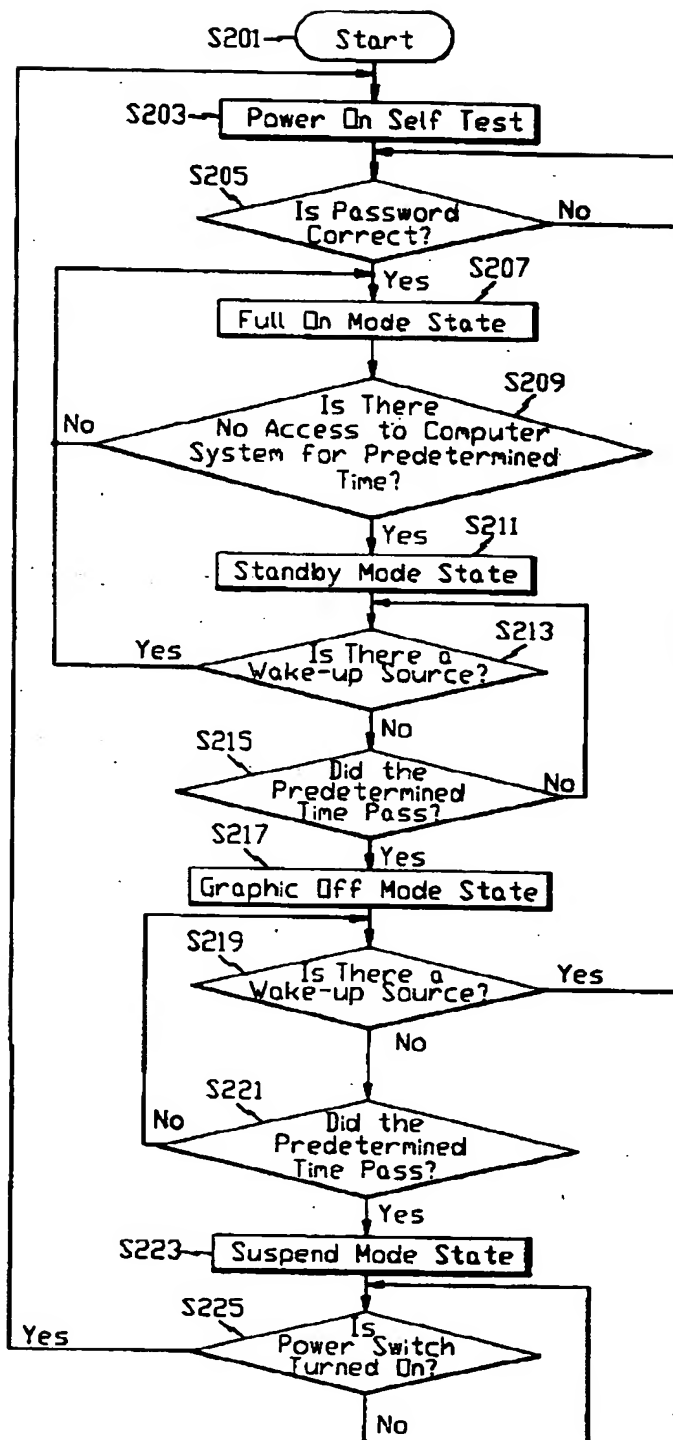 S201
Start
S203
Power On Self Test
S205
Is Password
Correct?
No
Yes
S207
Full On Mode State
S209
Is There
No Access to Computer
System for Predetermined
Time?
No
Yes
S211
Standby Mode State
S213
Is There a
Wake-up Source?
Yes
No
S215
Did the
Predetermined
Time Pass?
No
Yes
S217
Graphic Off Mode State
S219
Is There a
Wake-up Source?
Yes
No
S221
Did the
Predetermined
Time Pass?
No
Yes
S223
Suspend Mode State
S225
Is
Power Switch
Turned On?
Yes
No